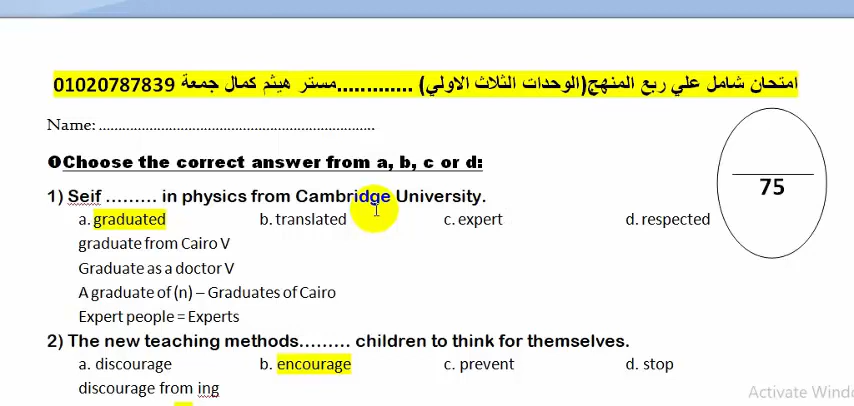 امتحان شامل علي ربع المنهج(الوحدات الثلاث الاولي) .............مستر هيثم كمال جمعة 01020787839
Name: ......................................................................
❶Choose the correct answer from a, b, c or d:
75
1) Seif ......... in physics from Cambridge University.
a. graduated b. translated c. expert d. respected
graduate from Cairo V
Graduate as a doctor V
A graduate of (n) – Graduates of Cairo
Expert people = Experts
2) The new teaching methods......... children to think for themselves.
a. discourage b. encourage c. prevent d. stop
discourage from ing
Activate Windo